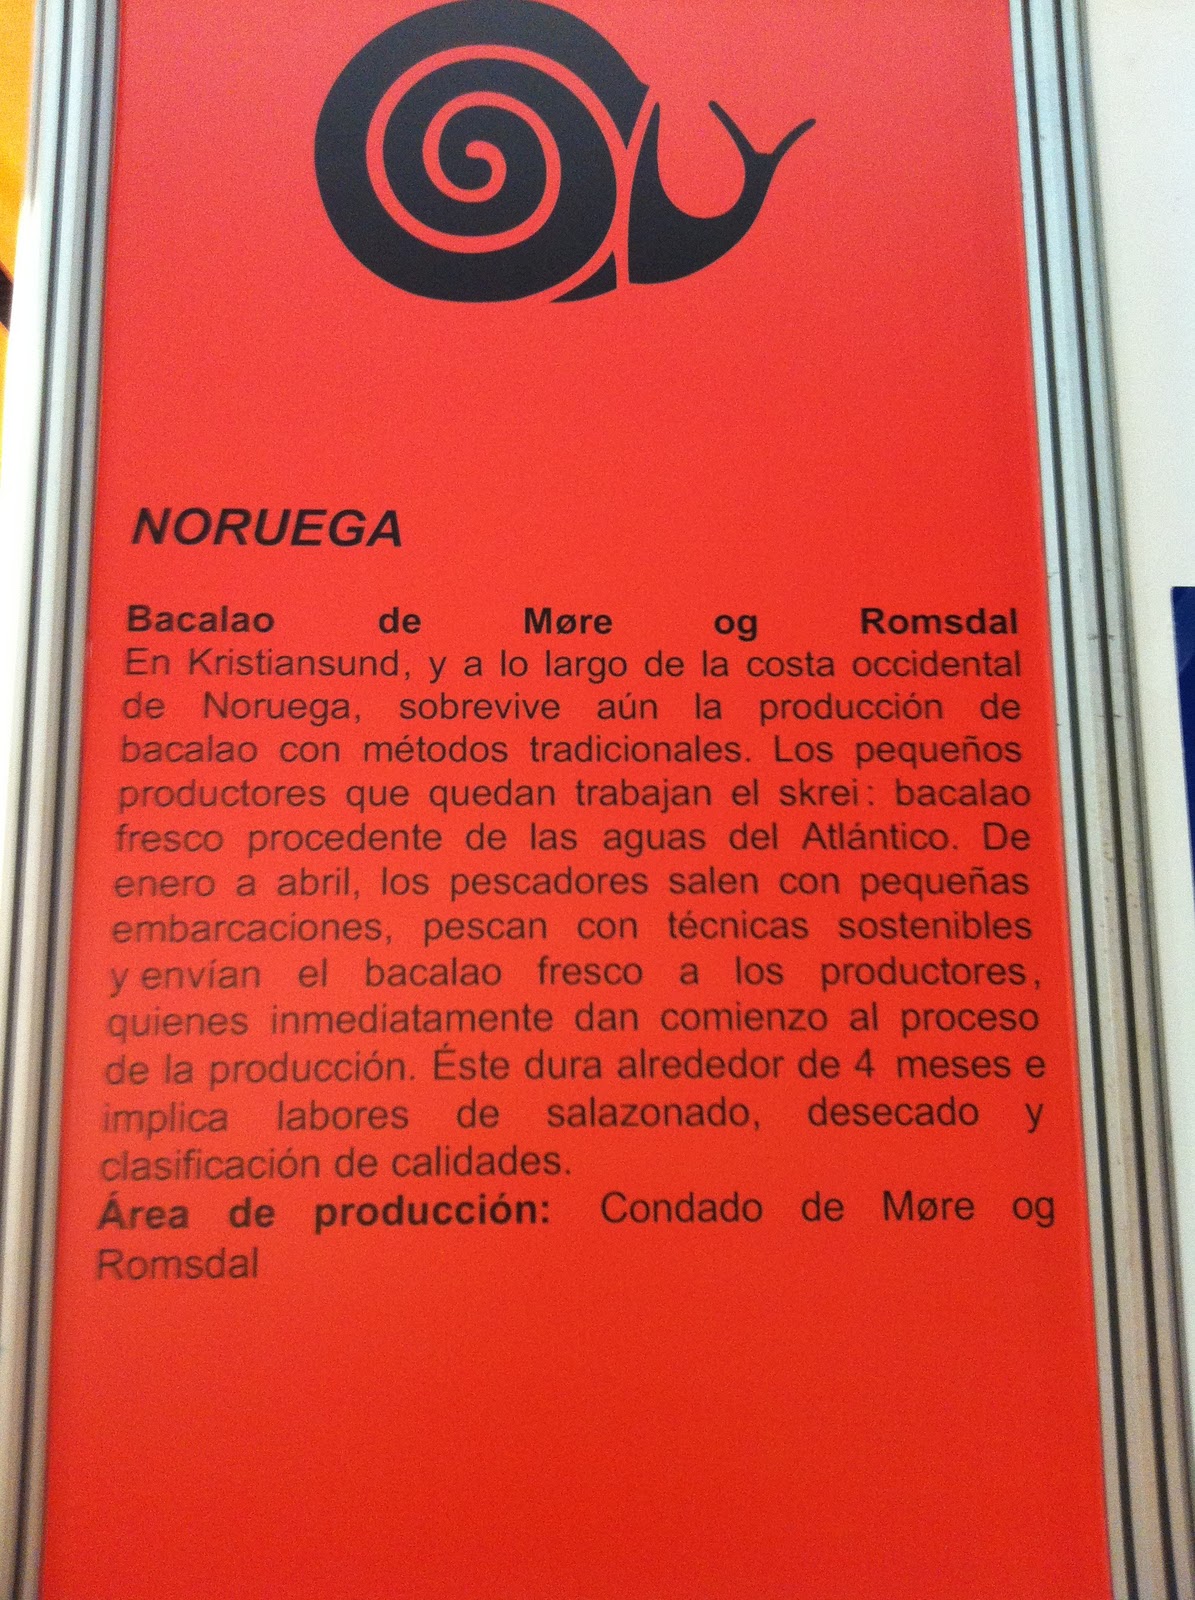 NORUEGA
Bacalao de Møre og Romsdal
En Kristiansund, y a lo largo de la costa occidental
de Noruega, sobrevive aún la producción de
bacalao con métodos tradicionales. Los pequeños
productores que quedan trabajan el skrei: bacalao
fresco procedente de las aguas del Atlántico. De
enero a abril, los pescadores salen con pequeñas
embarcaciones, pescan con técnicas sostenibles
y envían el bacalao fresco a los productores,
quienes inmediatamente dan comienzo al proceso
de la producción. Éste dura alrededor de 4 meses e
implica labores de salazonado, desecado y
clasificación de calidades.
Área de producción: Condado de Møre og
Romsdal